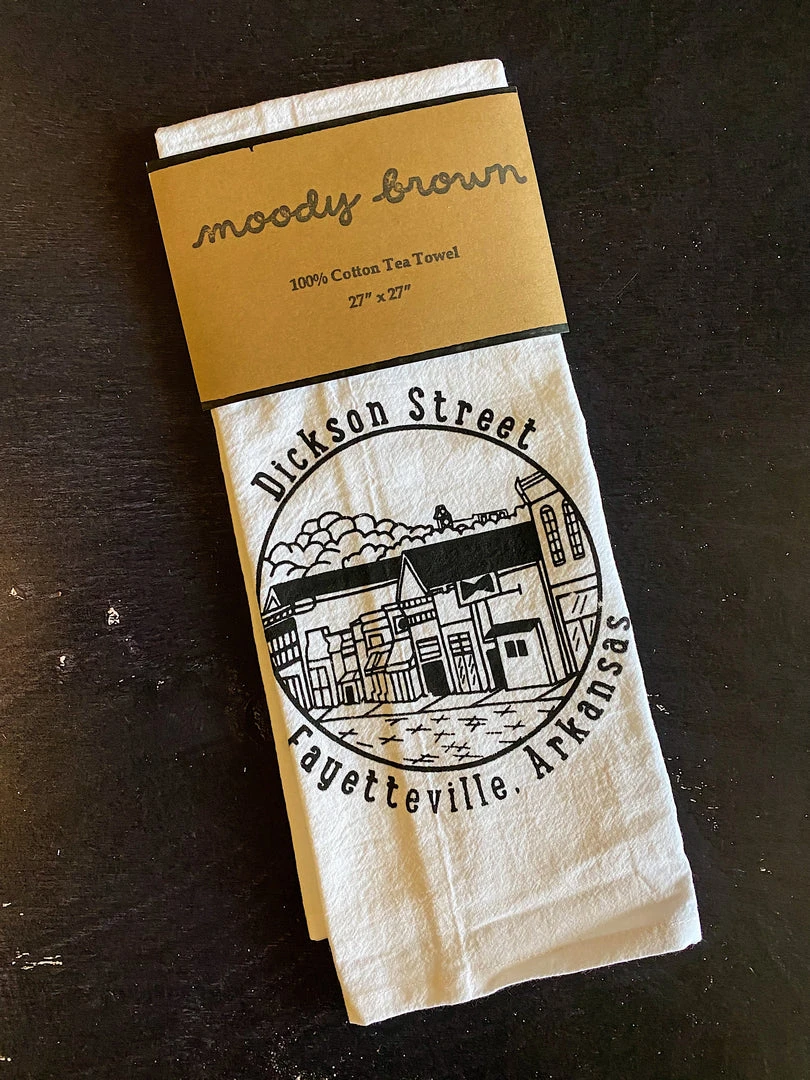 moody brown
100% Cotton Tea Towel
27" x 27"
Dickson Street
Fayetteville, Arkansas